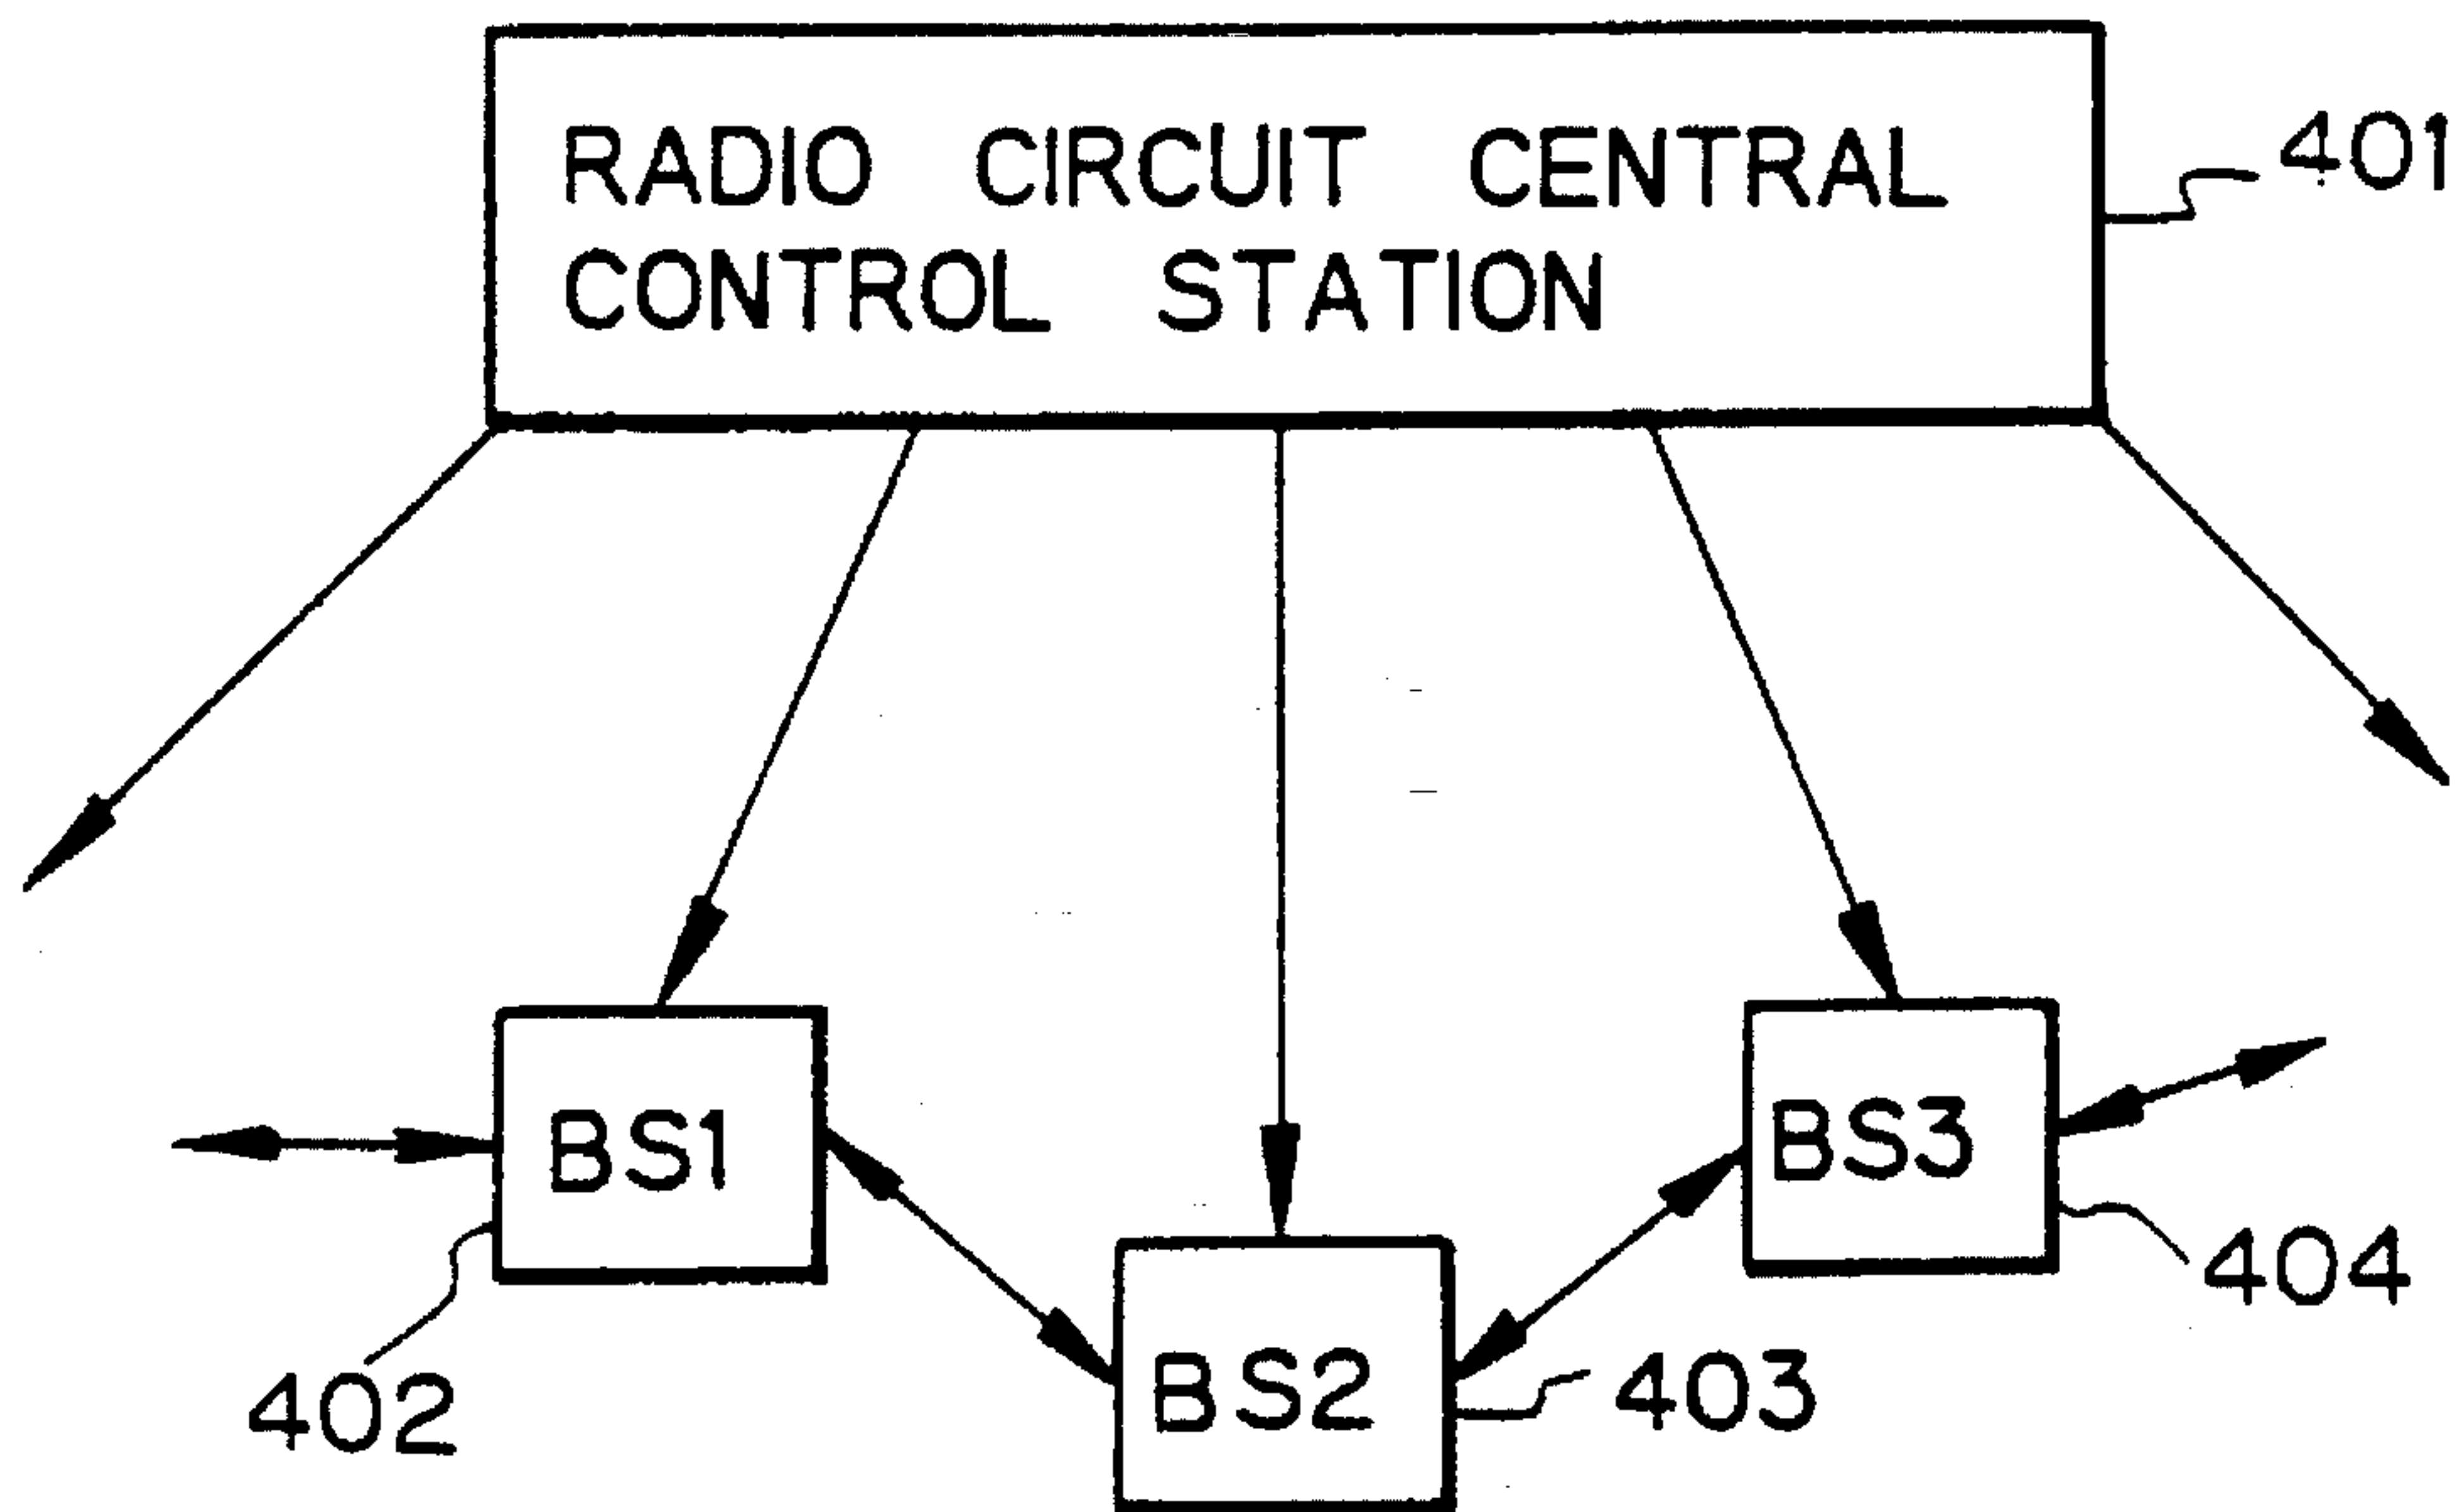 RADIO CIRCUIT CENTRAL
CONTROL STATION
401
BS1
BS2
BS3
402
403
404